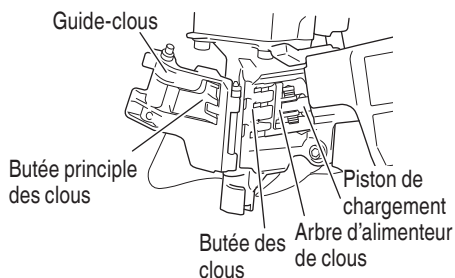 Guide-clous
Butée principle
des clous
Piston de
chargement
Butée des
clous
Arbre d'alimenteur
de clous